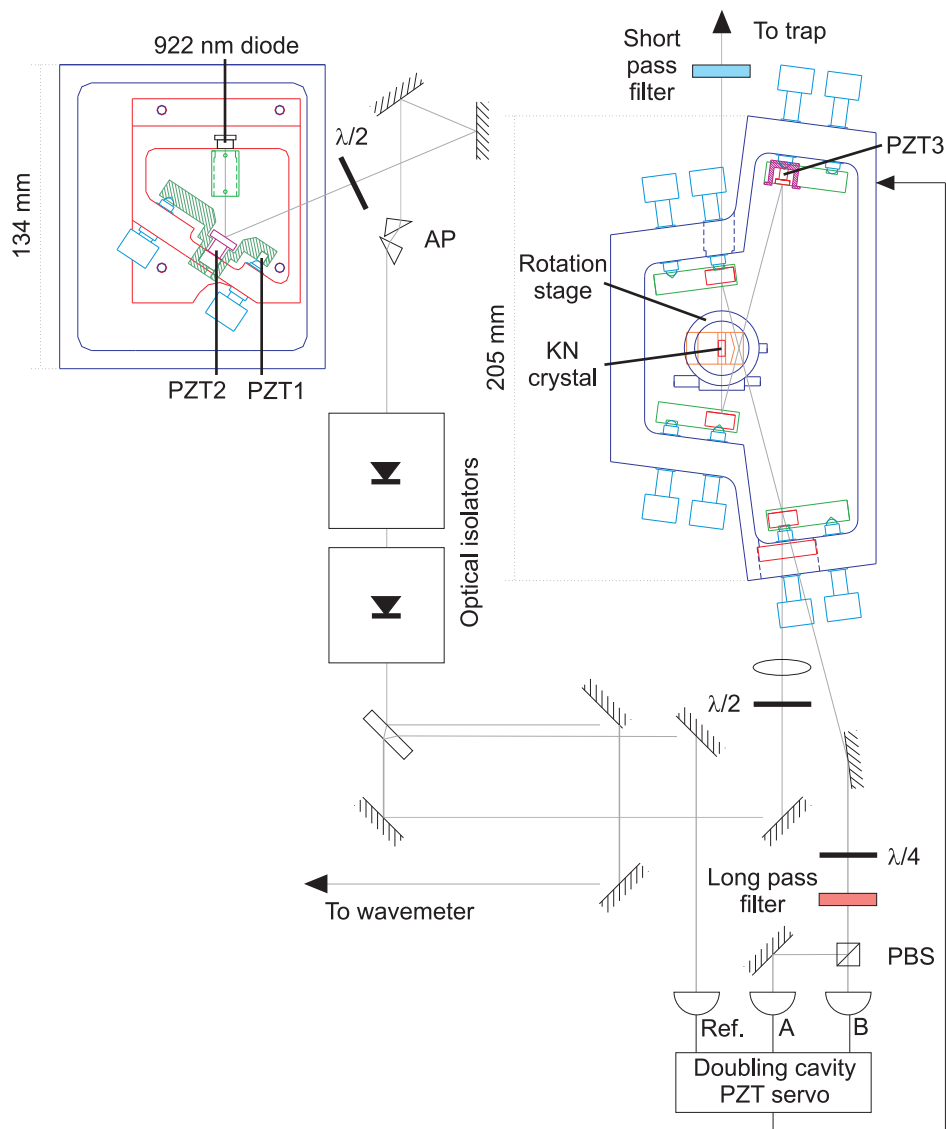 922 nm diode
134 mm
λ/2
AP
PZT2
PZT1
To trap
Short
pass
filter
PZT3
Rotation
stage
KN
crystal
205 mm
Optical isolators
λ/2
λ/4
Long pass
filter
To wavemeter
PBS
Ref.
A
B
Doubling cavity
PZT servo